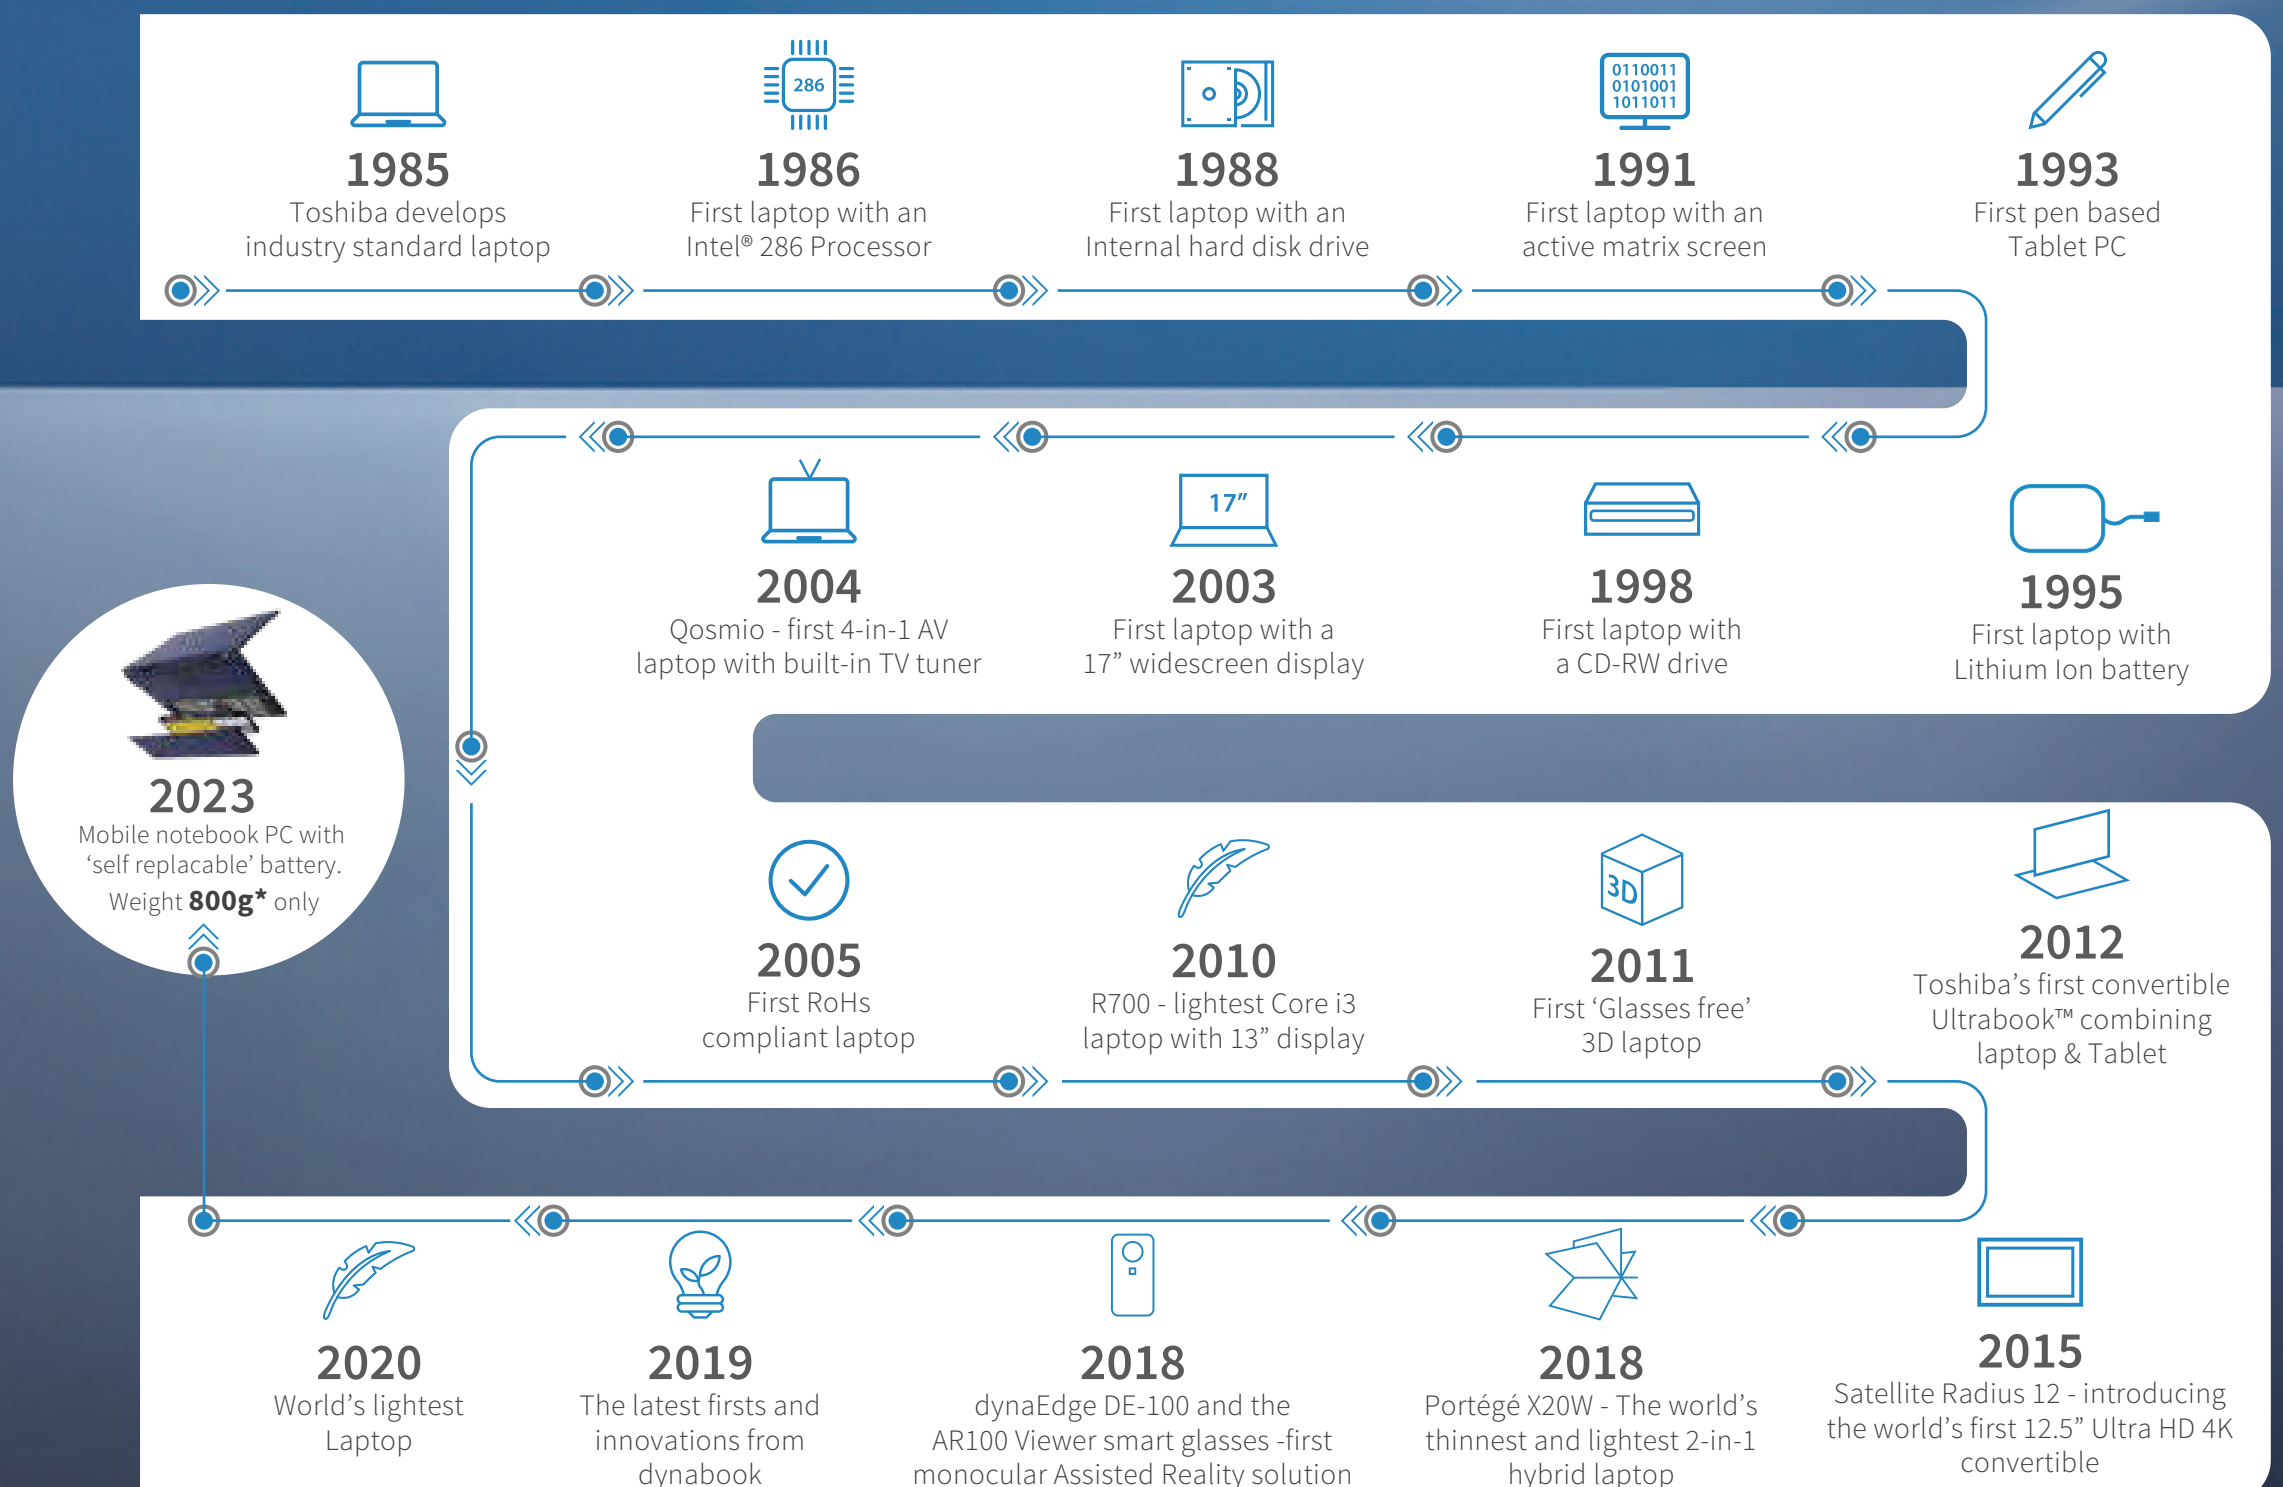 286
0110011
0101001
1011011
1985
Toshiba develops
industry standard laptop
1986
First laptop with an
Intel® 286 Processor
1988
First laptop with an
Internal hard disk drive
1991
First laptop with an
active matrix screen
1993
First pen based
Tablet PC
1995
First laptop with
Lithium Ion battery
1998
First laptop with
a CD-RW drive
17”
2003
First laptop with a
17” widescreen display
2004
Qosmio - first 4-in-1 AV
laptop with built-in TV tuner
2005
First RoHs
compliant laptop
2010
R700 - lightest Core i3
laptop with 13” display
3D
2011
First ‘Glasses free’
3D laptop
2012
Toshiba’s first convertible
Ultrabook™ combining
laptop & Tablet
2015
Satellite Radius 12 - introducing
the world’s first 12.5” Ultra HD 4K
convertible
2018
Portégé X20W - The world’s
thinnest and lightest 2-in-1
hybrid laptop
2018
dynaEdge DE-100 and the
AR100 Viewer smart glasses -first
monocular Assisted Reality solution
2019
The latest firsts and
innovations from
dynabook
2020
World’s lightest
Laptop
2023
Mobile notebook PC with
‘self replacable’ battery.
Weight 800g* only